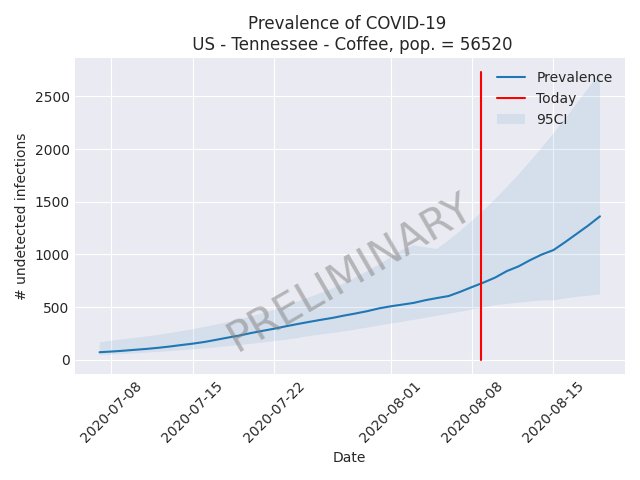 Prevalence of COVID-19
US - Tennessee - Coffee, pop. = 56520
Prevalence
Today
95CI
2500
2000
1500
1000
500
0
# undetected infections
PRELIMINARY
2020-07-08
2020-07-15
2020-07-22
2020-08-01
2020-08-08
2020-08-15
Date